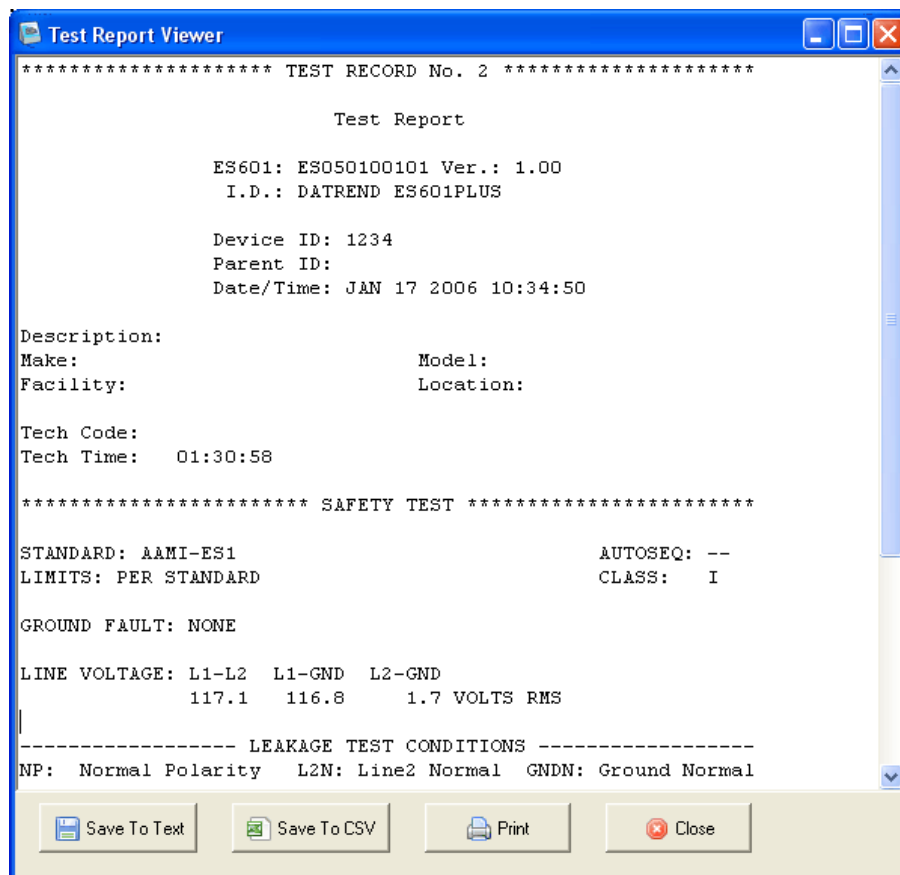 Test Report Viewer
********************* TEST RECORD No. 2 *********************
Test Report
ES601: ES050100101 Ver.: 1.00
I.D.: DATREND ES601PLUS
Device ID: 1234
Parent ID:
Date/Time: JAN 17 2006 10:34:50
Description:
Make: Model:
Facility: Location:
Tech Code:
Tech Time: 01:30:58
************************ SAFETY TEST ************************
STANDARD: AAMI-ES1 AUTOSEQ: --
LIMITS: PER STANDARD CLASS: I
GROUND FAULT: NONE
LINE VOLTAGE: L1-L2 L1-GND L2-GND
117.1 116.8 1.7 VOLTS RMS
------------------ LEAKAGE TEST CONDITIONS ------------------
NP: Normal Polarity L2N: Line2 Normal GNDN: Ground Normal
Save To Text Save To CSV Print Close